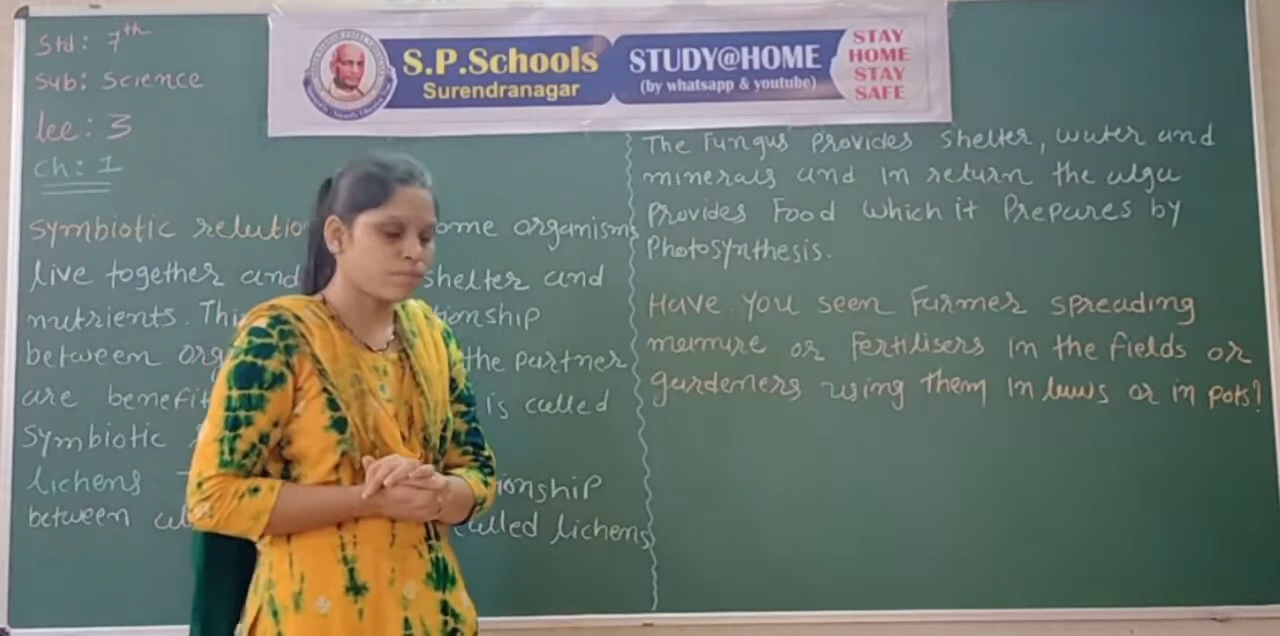 Std: 7th
Sub: Science
lec: 3
Ch: 1
S.P.Schools
Surendranagar
STUDY@HOME
(by whatsapp & youtube)
STAY
HOME
STAY
SAFE
Symbiotic relatio ome organisms
live together and shelter and
nutrients. Thi tionship
between org the partner
are benefit is called
Symbiotic
lichens ionship
between al called lichens
The Fungus Provides shelter, water and
minerals and in return the alga
Provides Food which it Prepares by
Photosynthesis.
Have you seen Farmer spreading
manure or Fertilisers in the fields or
gardeners using them in laws or in pots?